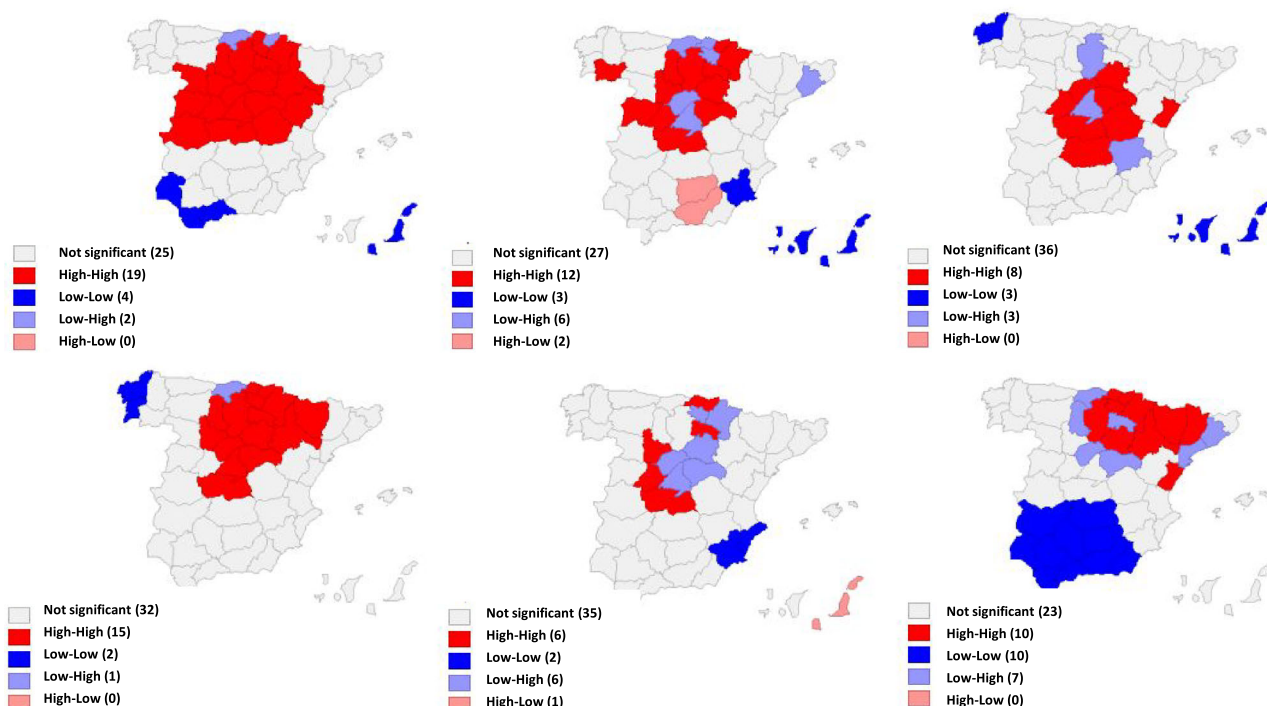 Not significant (25)
High-High (19)
Low-Low (4)
Low-High (2)
High-Low (0)
Not significant (27)
High-High (12)
Low-Low (3)
Low-High (6)
High-Low (2)
Not significant (36)
High-High (8)
Low-Low (3)
Low-High (3)
High-Low (0)
Not significant (32)
High-High (15)
Low-Low (2)
Low-High (1)
High-Low (0)
Not significant (35)
High-High (6)
Low-Low (2)
Low-High (6)
High-Low (1)
Not significant (23)
High-High (10)
Low-Low (10)
Low-High (7)
High-Low (0)